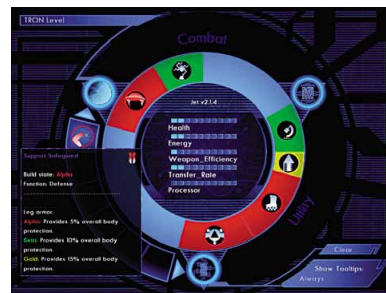 TRON Level
Combat
Jet v2.1.4
Health
Energy
Weapon_Efficiency
Transfer_Rate
Processor
Utility
Support Safeguard
Build state: Alpha
Function: Defense
Leg armor.
Alpha: Provides 5% overall body
protection.
Beta: Provides 10% overall body
protection.
Gold: Provides 15% overall body
protection.
Clear
Show Tooltips:
Always